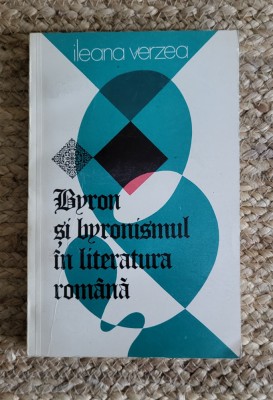 ileana verzea
Byron
și byronismul
în literatura
română